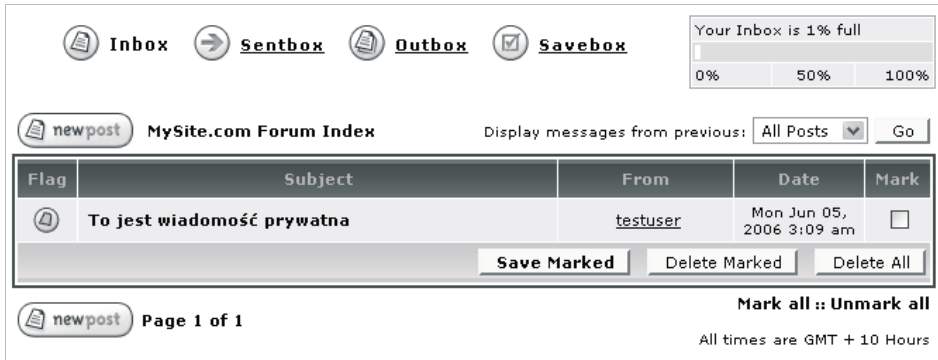 Inbox Sentbox Outbox Savebox
Your Inbox is 1% full
0% 50% 100%
newpost MySite.com Forum Index Display messages from previous: All Posts Go
Flag Subject From Date Mark
To jest wiadomość prywatna testuser Mon Jun 05, 2006 3:09 am
Save Marked Delete Marked Delete All
newpost Page 1 of 1 Mark all :: Unmark all
All times are GMT + 10 Hours